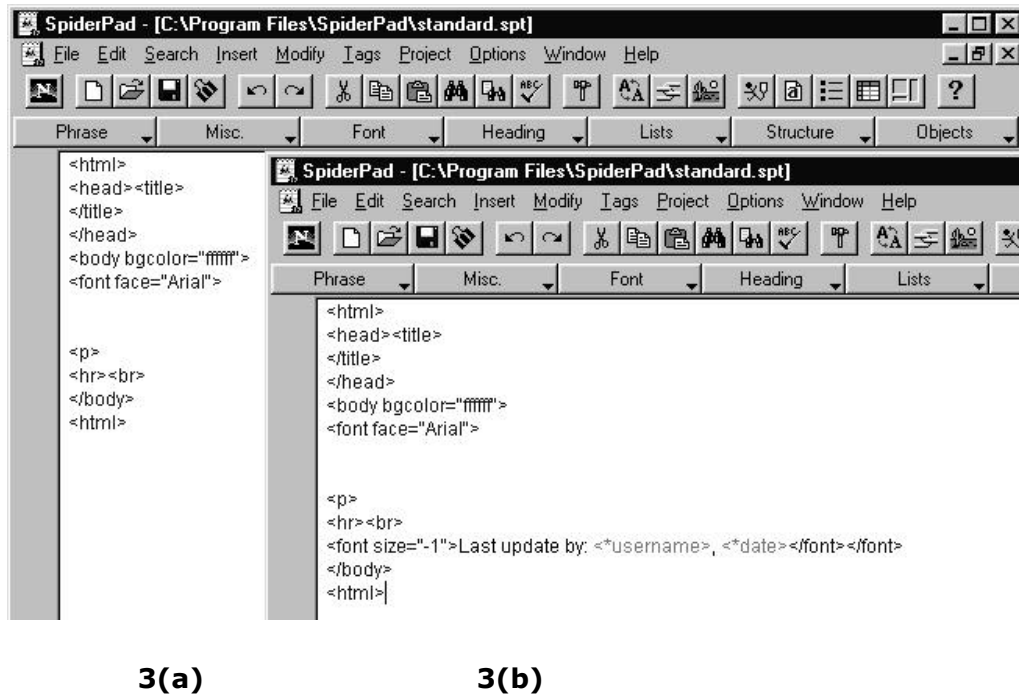 SpiderPad - [C:\Program Files\SpiderPad\standard.spt]
File Edit Search Insert Modify Tags Project Options Window Help
Phrase Misc. Font Heading Lists Structure Objects
<html>
<head><title>
</title>
</head>
<body bgcolor="ffffff">
<font face="Arial">
<p>
<hr><br>
</body>
<html>
SpiderPad - [C:\Program Files\SpiderPad\standard.spt]
File Edit Search Insert Modify Tags Project Options Window Help
Phrase Misc. Font Heading Lists
<html>
<head><title>
</title>
</head>
<body bgcolor="ffffff">
<font face="Arial">
<p>
<hr><br>
<font size="-1">Last update by: <*username>, <*date></font></font>
</body>
<html>
3(a) 3(b)